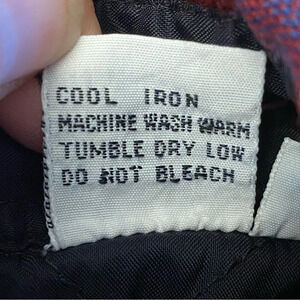 COOL IRON
MACHINE WASH WARM
TUMBLE DRY LOW
DO NOT BLEACH